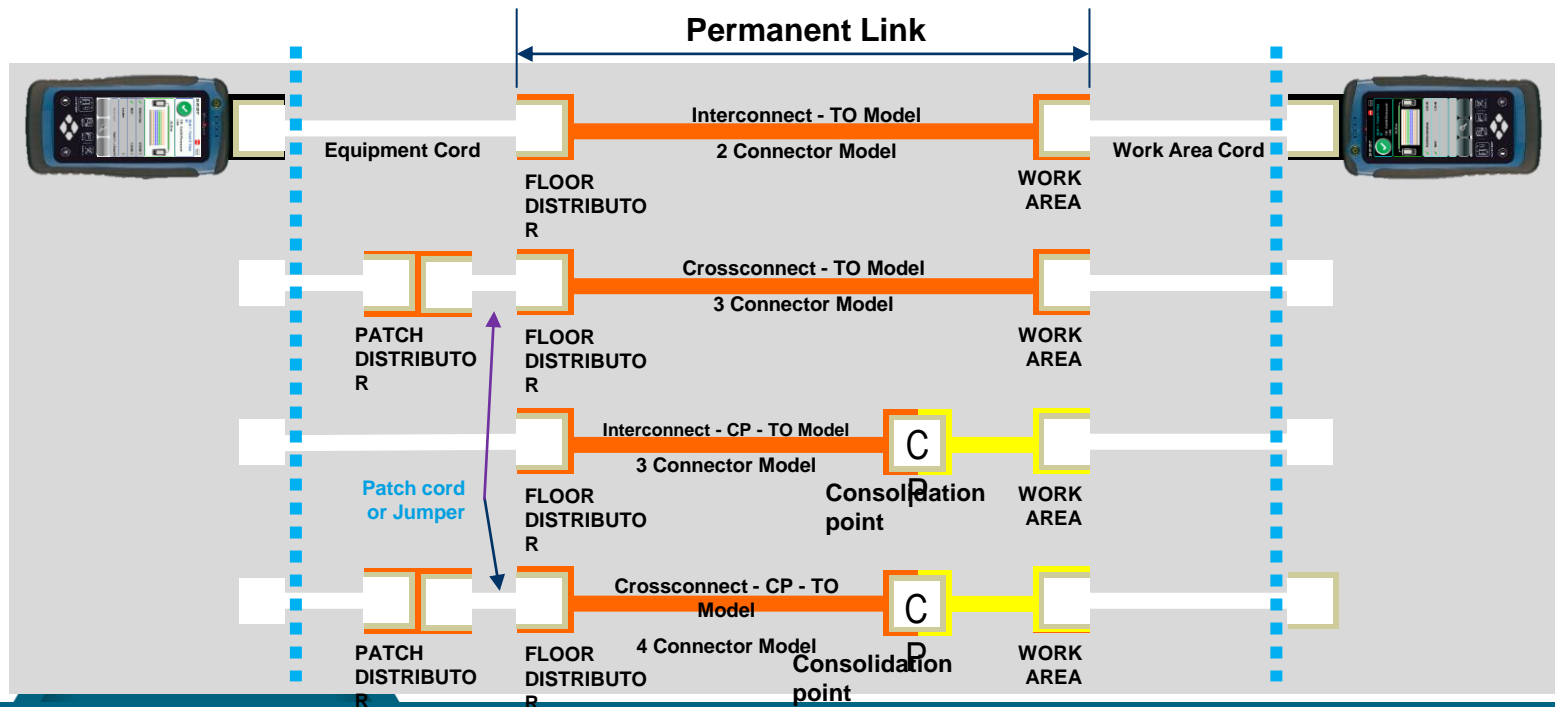 Permanent Link
Interconnect - TO Model
Equipment Cord
2 Connector Model
Work Area Cord
FLOOR
DISTRIBUTO
R
WORK
AREA
Crossconnect - TO Model
3 Connector Model
PATCH
DISTRIBUTO
R
FLOOR
DISTRIBUTO
R
WORK
AREA
Interconnect - CP - TO Model
3 Connector Model
C
P
Consolidation
point
Patch cord
or Jumper
FLOOR
DISTRIBUTO
R
WORK
AREA
Crossconnect - CP - TO
Model
4 Connector Model
C
P
Consolidation
point
PATCH
DISTRIBUTO
R
FLOOR
DISTRIBUTO
R
WORK
AREA